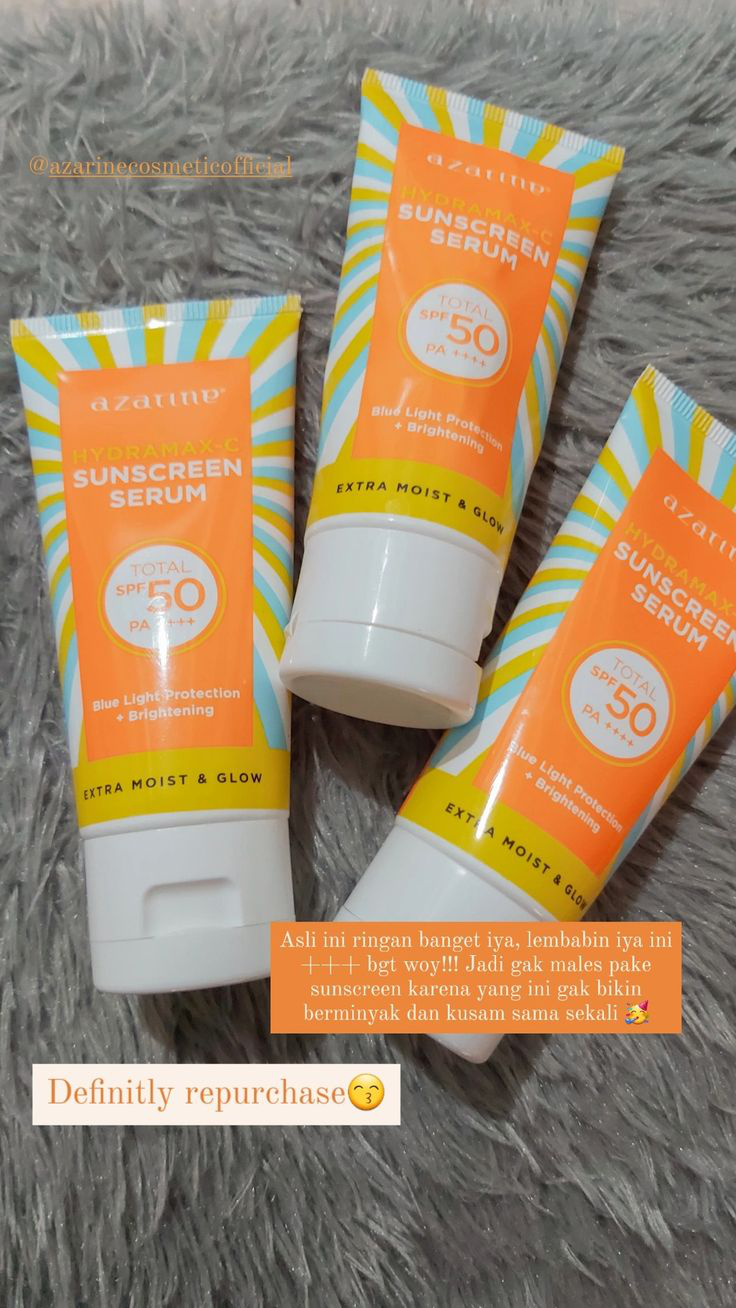 @azarinecosmeticofficial
azarine
HYDRAMAX-C
SUNSCREEN
SERUM
TOTAL
SPF 50
PA ++++
Blue Light Protection
+ Brightening
EXTRA MOIST & GLOW
azarine
HYDRAMAX-C
SUNSCREEN
SERUM
TOTAL
SPF 50
PA ++++
Blue Light Protection
+ Brightening
EXTRA MOIST & GLOW
azarin
HYDRAMAX-
SUNSCREEN
SERUM
TOTAL
SPF 50
PA ++++
Blue Light Protection
+ Brightening
EXTRA MOIST & GLOW
Asli ini ringan banget iya, lembabin iya ini
+++ bgt woy!!! Jadi gak males pake
sunscreen karena yang ini gak bikin
berminyak dan kusam sama sekali 🥳
Definitly repurchase😙